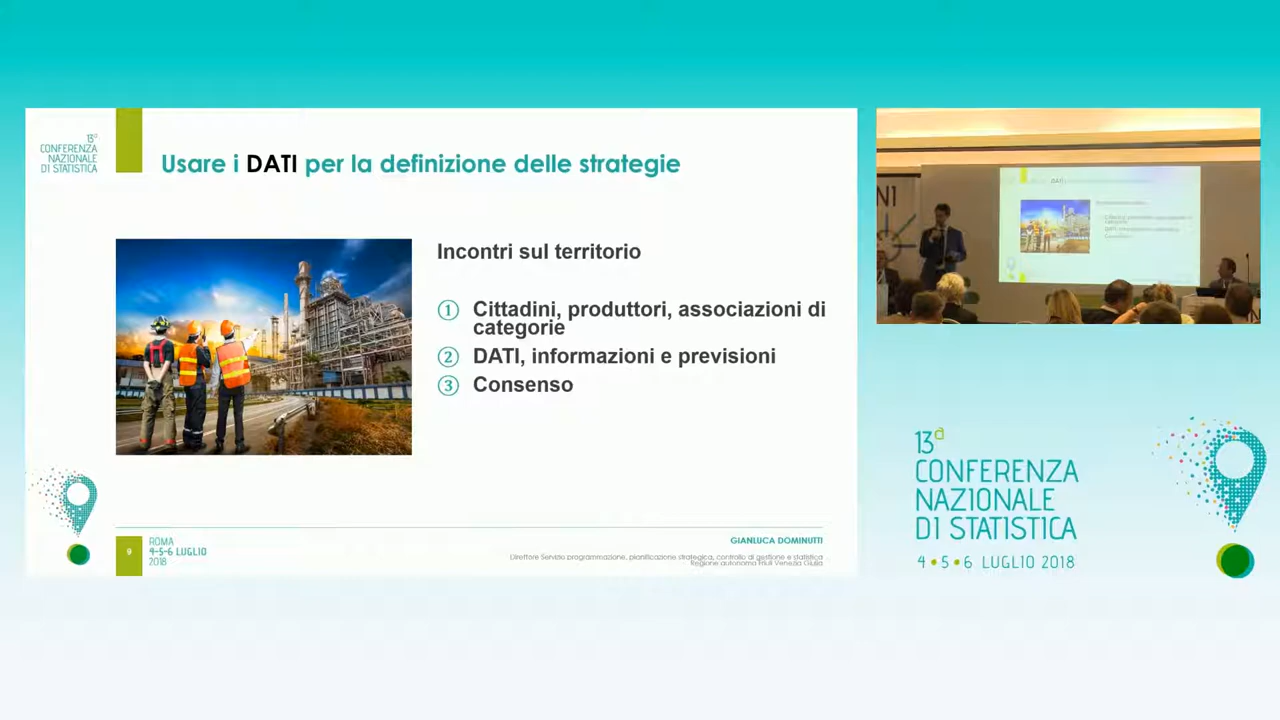 13ª
CONFERENZA
NAZIONALE
DI STATISTICA
Usare i DATI per la definizione delle strategie
Incontri sul territorio
① Cittadini, produttori, associazioni di
categorie
② DATI, informazioni e previsioni
③ Consenso
9
ROMA
4-5-6 LUGLIO
2018
GIANLUCA DOMINUTTI
Direttore Servizio programmazione, pianificazione strategica, controllo di gestione e statistica
Regione autonoma Friuli Venezia Giulia
13ª
CONFERENZA
NAZIONALE
DI STATISTICA
4 • 5 • 6 LUGLIO 2018